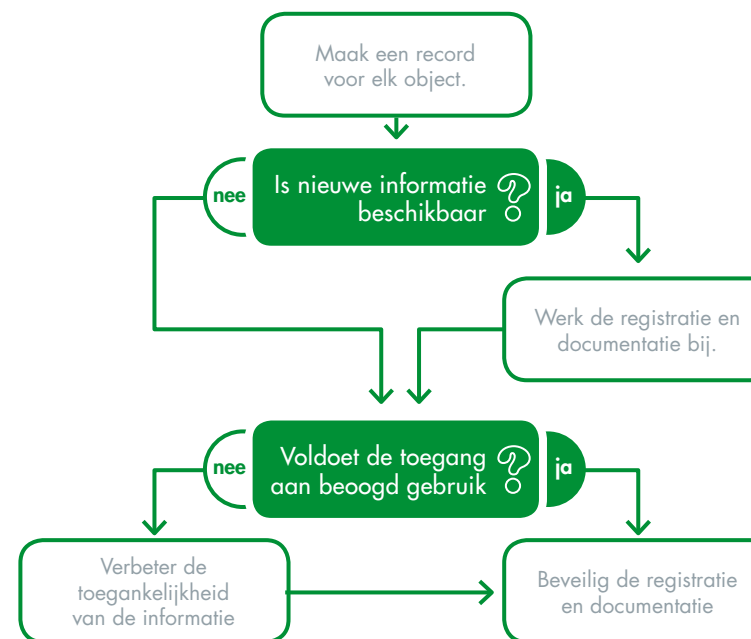 Maak een record
voor elk object.
nee
Is nieuwe informatie
beschikbaar
?
ja
Werk de registratie en
documentatie bij.
nee
Voldoet de toegang
aan beoogd gebruik
?
ja
Verbeter de
toegankelijkheid
van de informatie
Beveilig de registratie
en documentatie